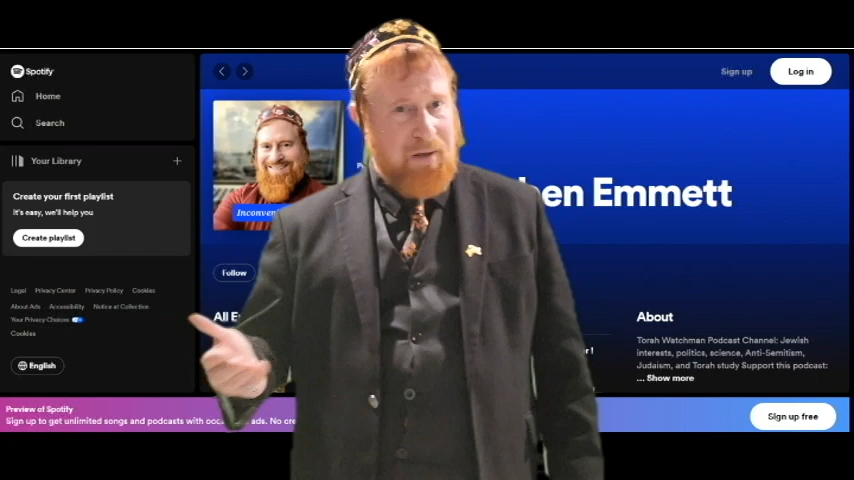 Spotify
Home
Search
Your Library
Create your first playlist
It's easy, we'll help you
Create playlist
Legal Privacy Center Privacy Policy Cookies
About Ads Accessibility Notice at Collection
Your Privacy Choices
Cookies
English
Preview of Spotify
Sign up to get unlimited songs and podcasts with ads. No
Sign up free
Sign up
Log in
Emmett
Follow
All
About
Torah Watchman Podcast Channel: Jewish
interests, politics, science, Anti-Semitism,
Judaism, and Torah study Support this podcast:
... Show more